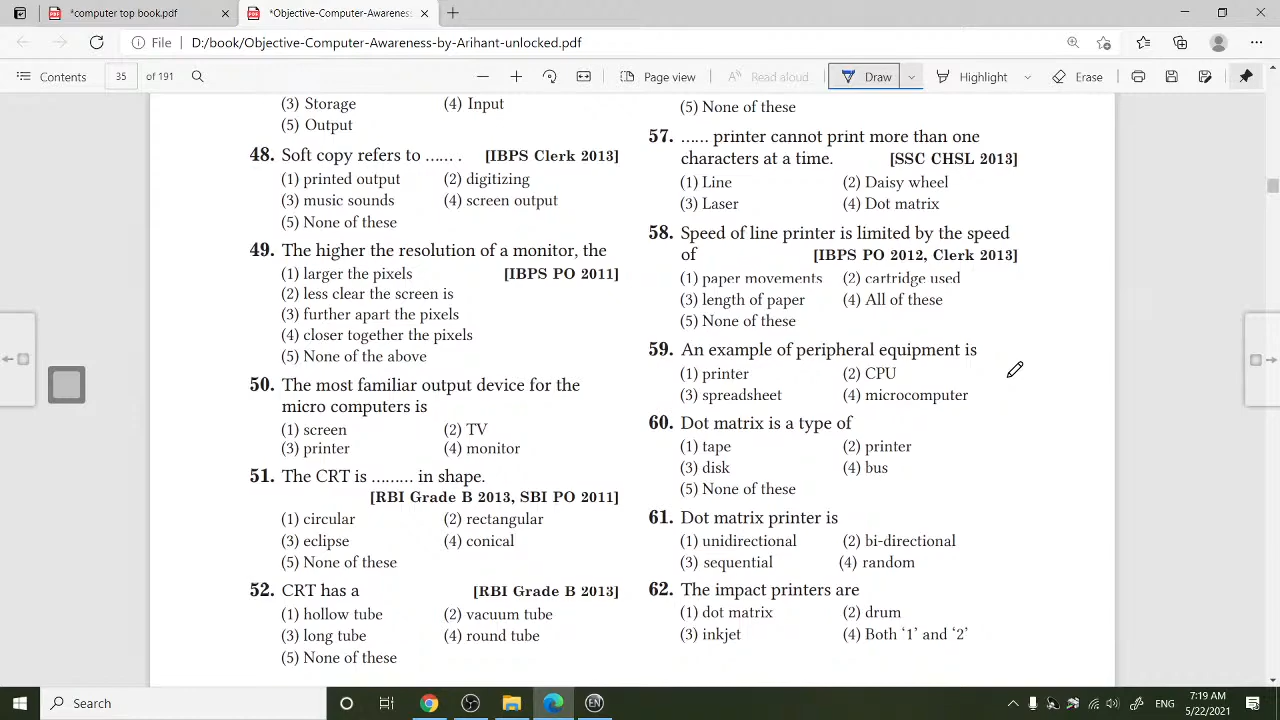 *computer top book.pdf
*Objective-Computer-Awareness-
File
D:/book/Objective-Computer-Awareness-by-Arihant-unlocked.pdf
Contents
35 of 191
Page view
Read aloud
Draw
Highlight
Erase
(3) Storage (4) Input
(5) Output
48. Soft copy refers to ...... . [IBPS Clerk 2013]
(1) printed output (2) digitizing
(3) music sounds (4) screen output
(5) None of these
49. The higher the resolution of a monitor, the
(1) larger the pixels [IBPS PO 2011]
(2) less clear the screen is
(3) further apart the pixels
(4) closer together the pixels
(5) None of the above
50. The most familiar output device for the
micro computers is
(1) screen (2) TV
(3) printer (4) monitor
51. The CRT is ......... in shape.
[RBI Grade B 2013, SBI PO 2011]
(1) circular (2) rectangular
(3) eclipse (4) conical
(5) None of these
52. CRT has a [RBI Grade B 2013]
(1) hollow tube (2) vacuum tube
(3) long tube (4) round tube
(5) None of these
(5) None of these
57. ...... printer cannot print more than one
characters at a time. [SSC CHSL 2013]
(1) Line (2) Daisy wheel
(3) Laser (4) Dot matrix
58. Speed of line printer is limited by the speed
of [IBPS PO 2012, Clerk 2013]
(1) paper movements (2) cartridge used
(3) length of paper (4) All of these
(5) None of these
59. An example of peripheral equipment is
(1) printer (2) CPU
(3) spreadsheet (4) microcomputer
60. Dot matrix is a type of
(1) tape (2) printer
(3) disk (4) bus
(5) None of these
61. Dot matrix printer is
(1) unidirectional (2) bi-directional
(3) sequential (4) random
62. The impact printers are
(1) dot matrix (2) drum
(3) inkjet (4) Both ‘1’ and ‘2’
Search
EN
ENG
7:19 AM
5/22/2021